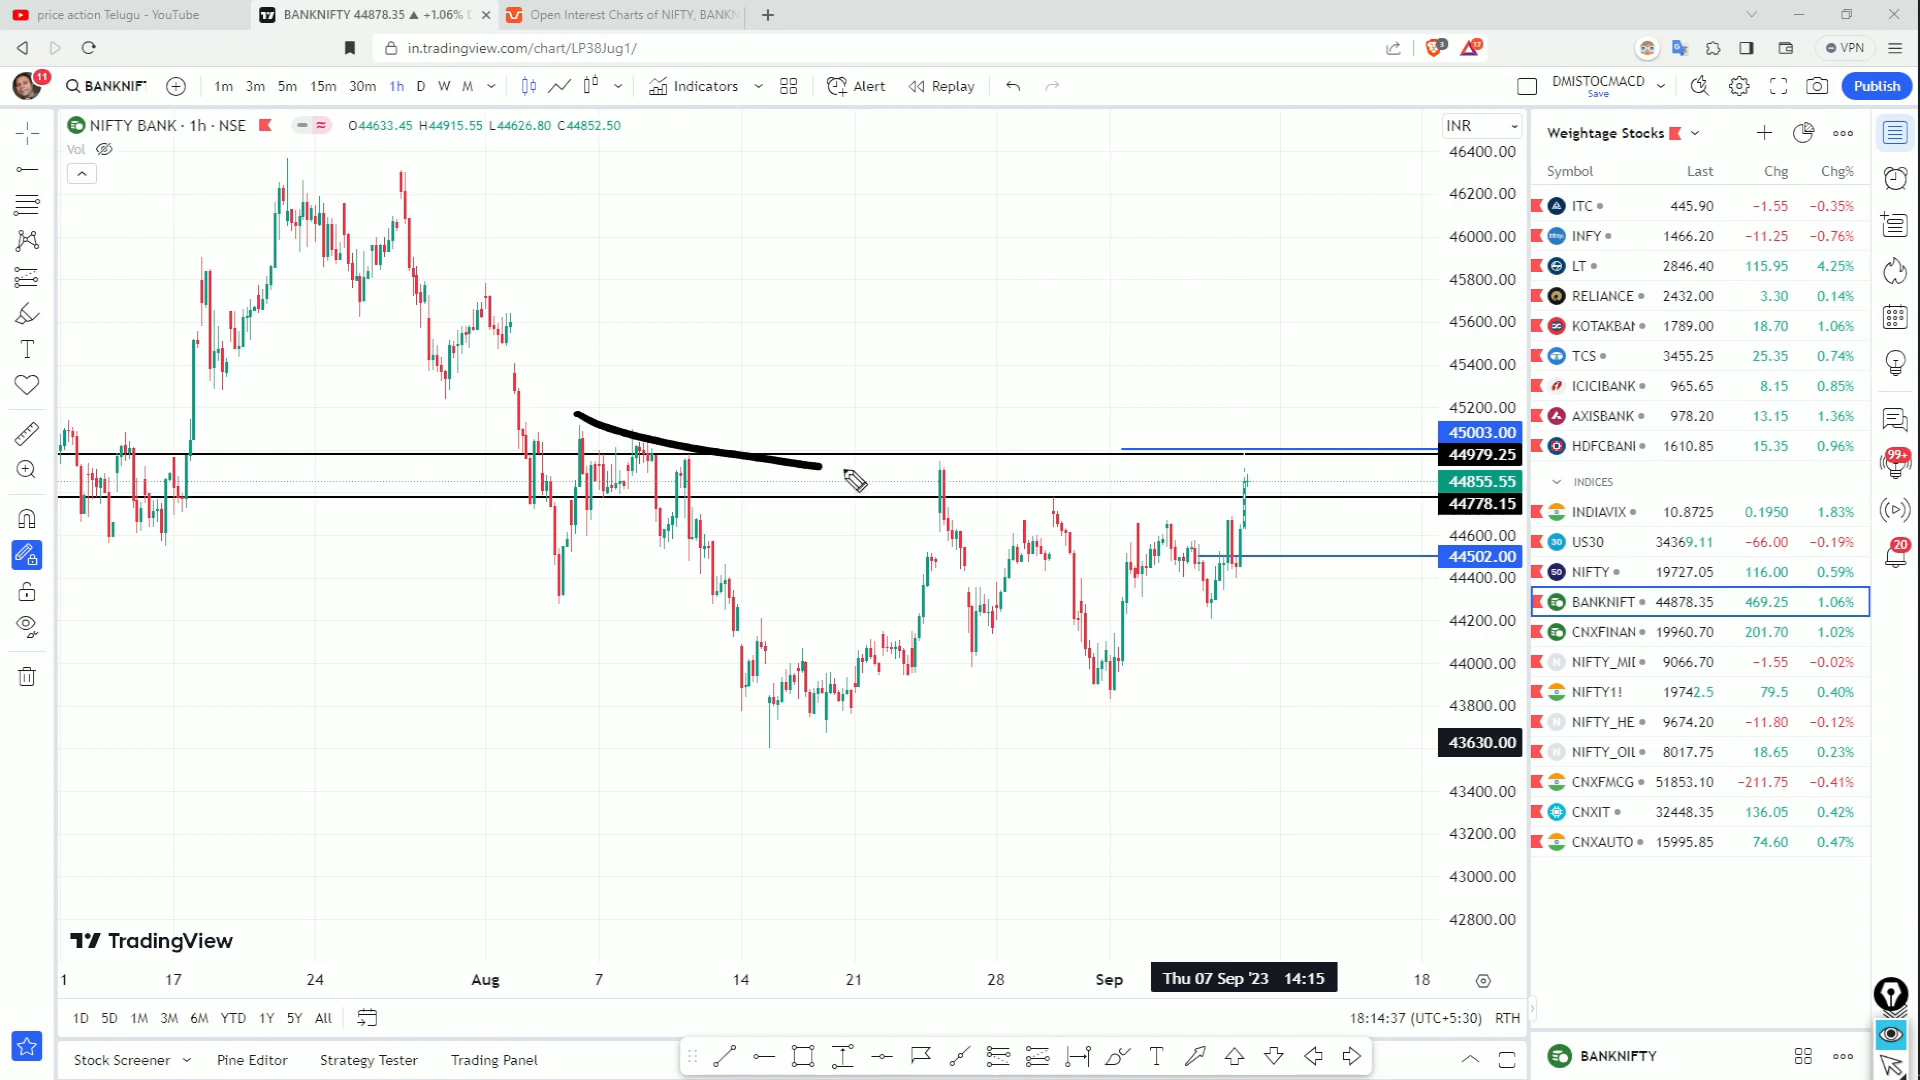 price action Telugu - YouTube
BANKNIFTY 44878.35 ▲ +1.06%
Open Interest Charts of NIFTY, BANKN
in.tradingview.com/chart/LP38Jug1/
3
17
VPN
11
BANKNIF
1m 3m 5m 15m 30m 1h D W M
Indicators
Alert
Replay
DMISTOCMACD
Save
Publish
NIFTY BANK · 1h · NSE
O44633.45 H44915.55 L44626.80 C44852.50
Vol
INR
46400.00
46200.00
46000.00
45800.00
45600.00
45400.00
45200.00
45003.00
44979.25
44855.55
44778.15
44600.00
44502.00
44400.00
44200.00
44000.00
43800.00
43630.00
43400.00
43200.00
43000.00
42800.00
TradingView
1 17 24 Aug 7 14 21 28 Sep Thu 07 Sep '23 14:15 18
1D 5D 1M 3M 6M YTD 1Y 5Y All
18:14:37 (UTC+5:30) RTH
Stock Screener
Pine Editor
Strategy Tester
Trading Panel
Weightage Stocks
Symbol Last Chg Chg%
ITC 445.90 −1.55 −0.35%
INFY 1466.20 −11.25 −0.76%
LT 2846.40 115.95 4.25%
RELIANCE 2432.00 3.30 0.14%
KOTAKBAN 1789.00 18.70 1.06%
TCS 3455.25 25.35 0.74%
ICICIBANK 965.65 8.15 0.85%
AXISBANK 978.20 13.15 1.36%
HDFCBANI 1610.85 15.35 0.96%
INDICES
INDIAVIX 10.8725 0.1950 1.83%
US30 34369.11 −66.00 −0.19%
NIFTY 19727.05 116.00 0.59%
BANKNIFT 44878.35 469.25 1.06%
CNXFINAN 19960.70 201.70 1.02%
NIFTY_MII 9066.70 −1.55 −0.02%
NIFTY1! 19742.5 79.5 0.40%
NIFTY_HE 9674.20 −11.80 −0.12%
NIFTY_OIL 8017.75 18.65 0.23%
CNXFMCG 51853.10 −211.75 −0.41%
CNXIT 32448.35 136.05 0.42%
CNXAUTO 15995.85 74.60 0.47%
BANKNIFTY
99+
20